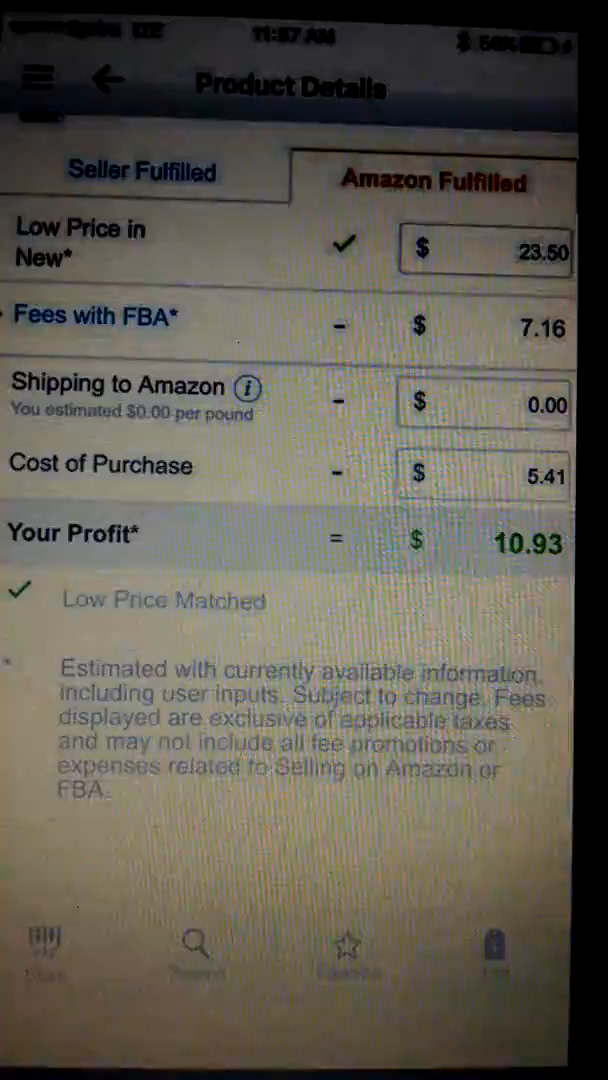 11:57 AM
Product Details
Seller Fulfilled
Amazon Fulfilled
Low Price in
New*
$ 23.50
Fees with FBA* - $ 7.16
Shipping to Amazon i
You estimated $0.00 per pound
- $ 0.00
Cost of Purchase - $ 5.41
Your Profit* = $ 10.93
Low Price Matched
* Estimated with currently available information,
including user inputs. Subject to change. Fees
displayed are exclusive of applicable taxes
and may not include all fee promotions or
expenses related to Selling on Amazon or
FBA.